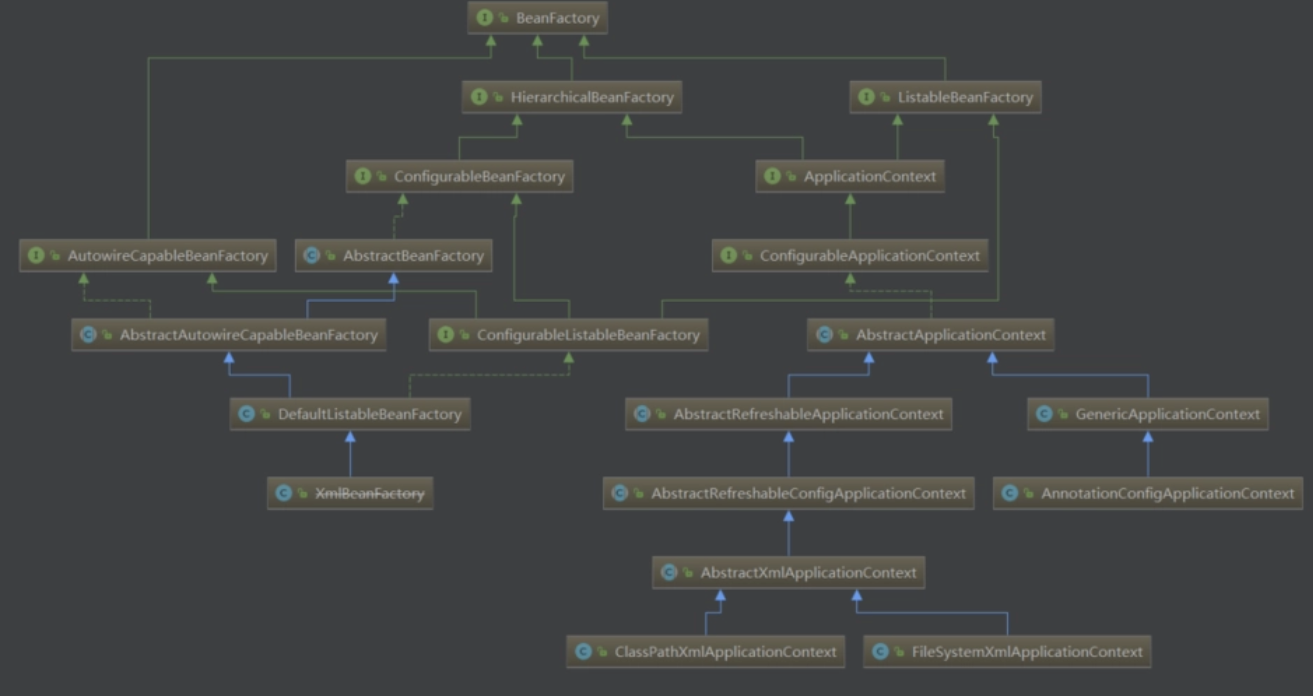 BeanFactory
HierarchicalBeanFactory
ListableBeanFactory
ConfigurableBeanFactory
ApplicationContext
AutowireCapableBeanFactory
AbstractBeanFactory
ConfigurableApplicationContext
AbstractAutowireCapableBeanFactory
ConfigurableListableBeanFactory
AbstractApplicationContext
DefaultListableBeanFactory
AbstractRefreshableApplicationContext
GenericApplicationContext
XmlBeanFactory
AbstractRefreshableConfigApplicationContext
AnnotationConfigApplicationContext
AbstractXmlApplicationContext
ClassPathXmlApplicationContext
FileSystemXmlApplicationContext